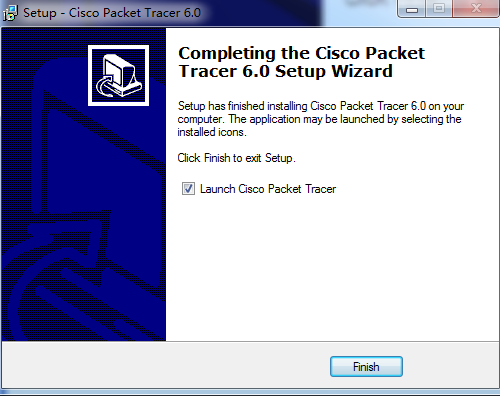 Setup - Cisco Packet Tracer 6.0
Completing the Cisco Packet
Tracer 6.0 Setup Wizard
Setup has finished installing Cisco Packet Tracer 6.0 on your
computer. The application may be launched by selecting the
installed icons.
Click Finish to exit Setup.
Launch Cisco Packet Tracer
Finish